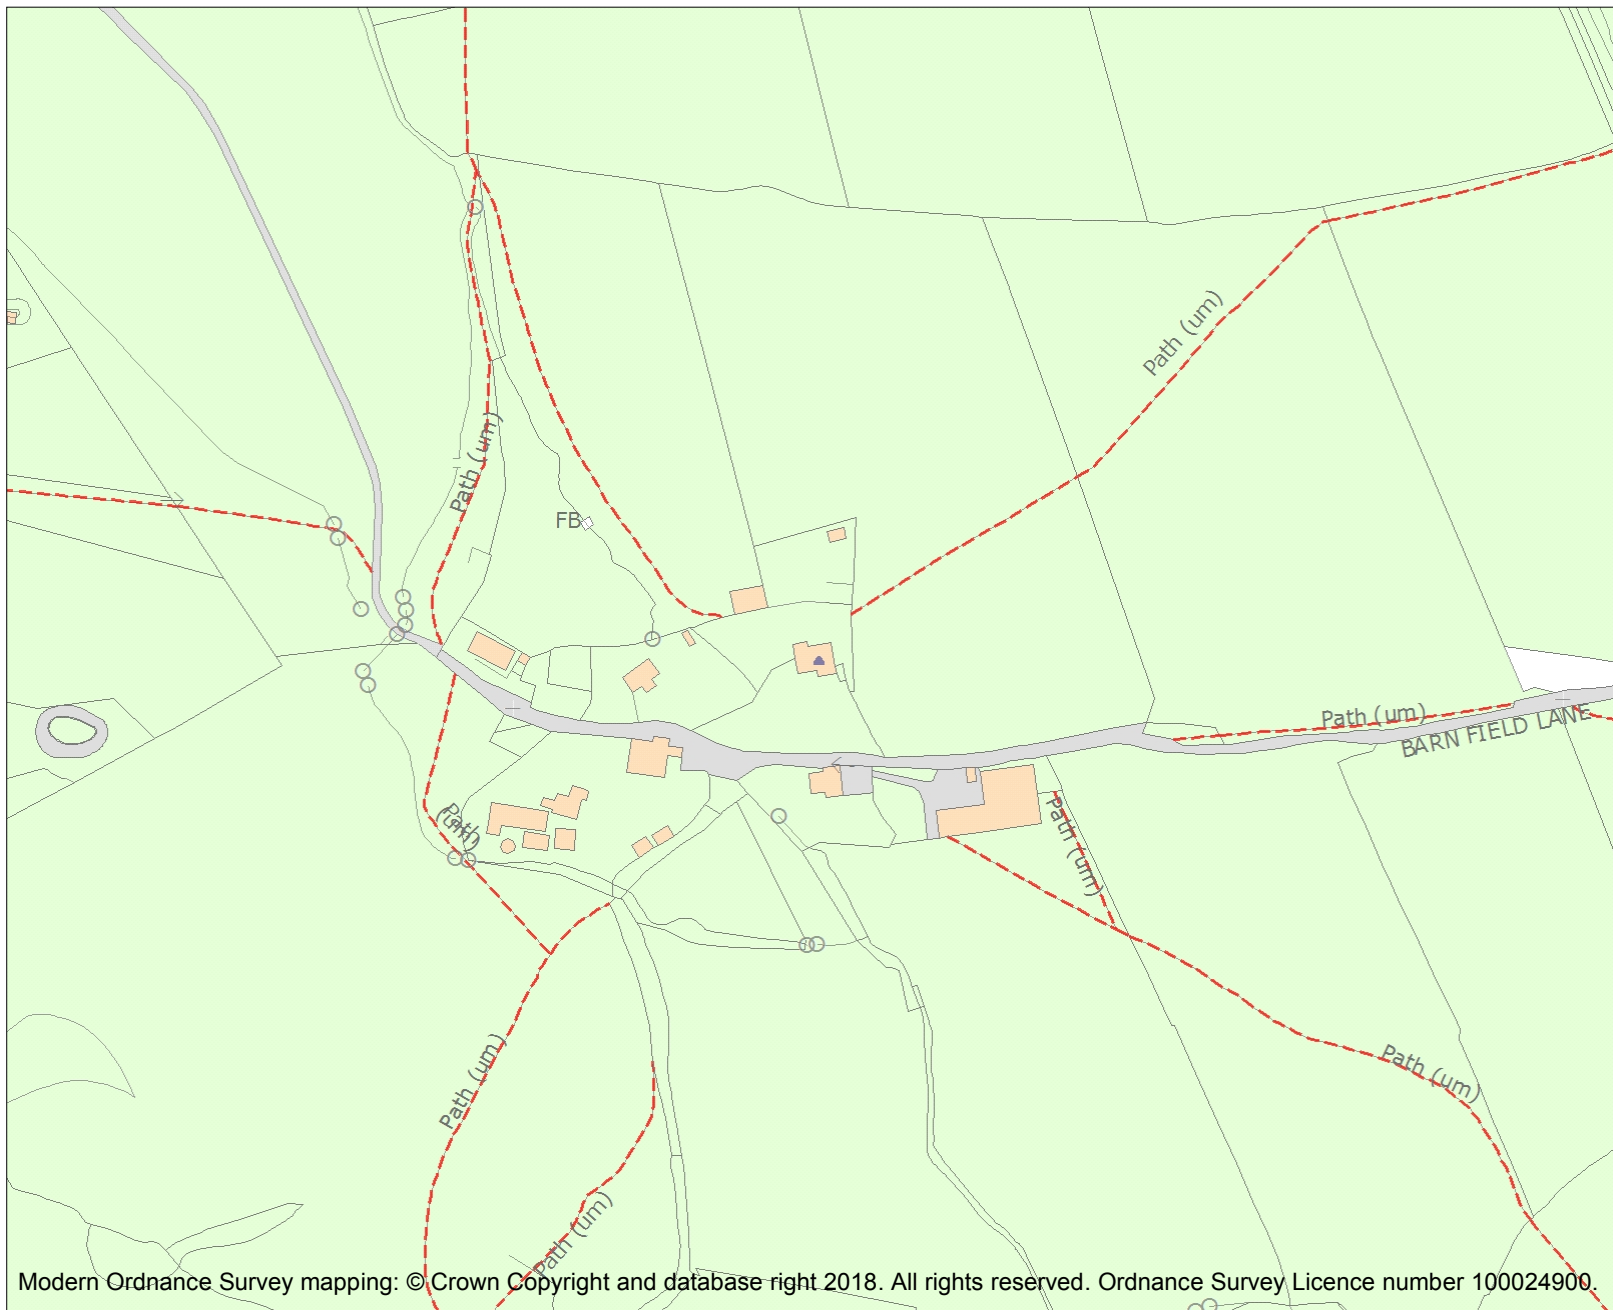 Path (um)
Path (um)
FB
Path (um)
BARN FIELD LANE
Path
(um)
Path (um)
Path (um)
Path (um)
Path (um)
Modern Ordnance Survey mapping: © Crown Copyright and database right 2018. All rights reserved. Ordnance Survey Licence number 100024900.